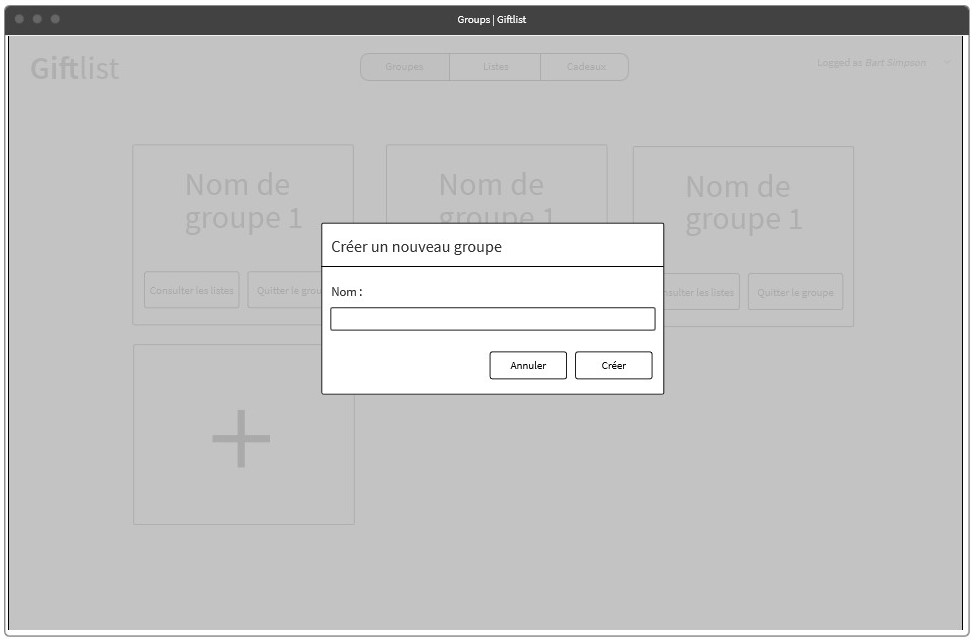 Groups | Giftlist
Giftlist
Groupes
Listes
Cadeaux
Logged as Bart Simpson
Nom de
groupe 1
Consulter les listes
Quitter le grou
Nom de
groupe 1
Nom de
groupe 1
nsulter les listes
Quitter le groupe
Créer un nouveau groupe
Nom :
Annuler
Créer